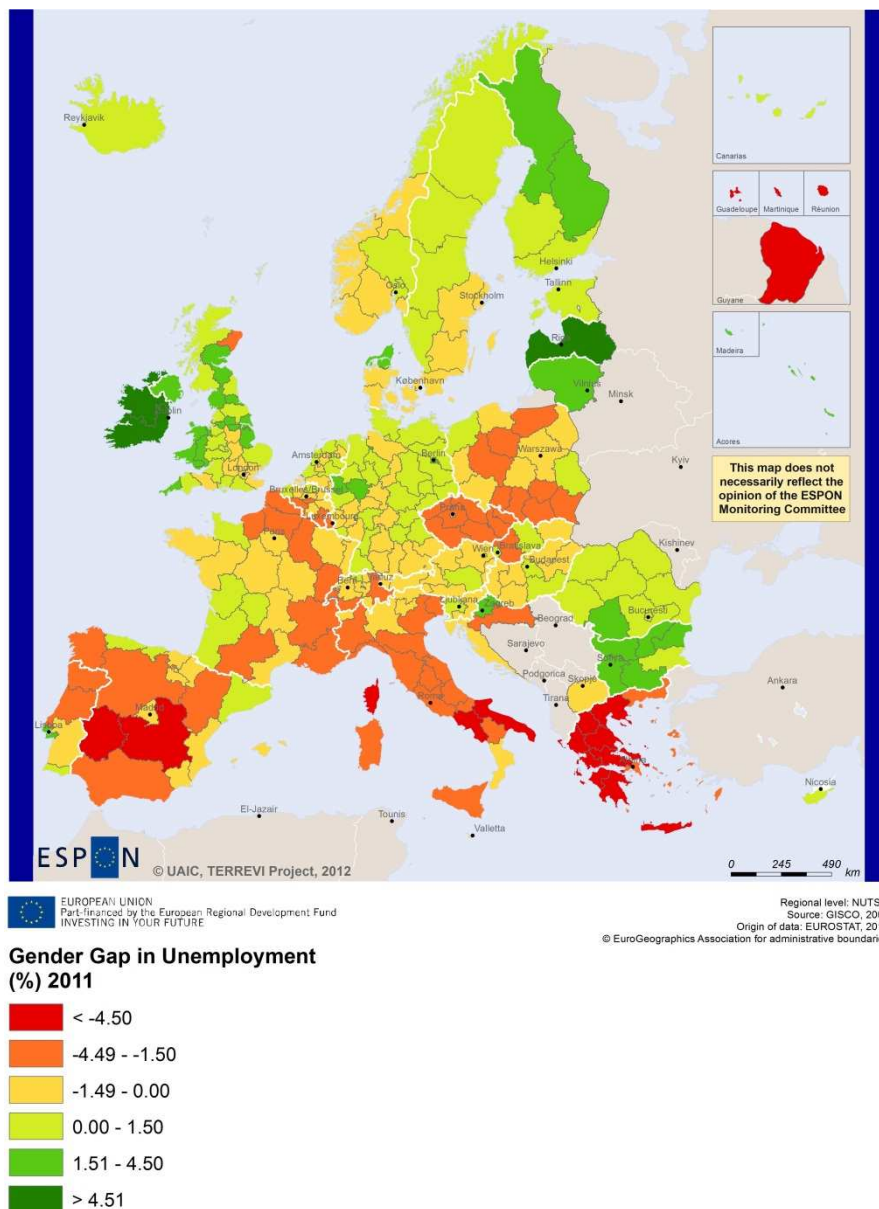 Reykjavik
Canarias
Guadeloupe
Martinique
Réunion
Guyane
Madeira
Acores
This map does not
necessarily reflect the
opinion of the ESPON
Monitoring Committee
Helsinki
Tallinn
Oslo
Stockholm
Riga
København
Vilnius
Minsk
Dublin
Amsterdam
Berlin
Warszawa
London
Kyiv
Bruxelles/Brussel
Luxembourg
Praha
Paris
Kishinev
Wien
Bratislava
Budapest
Bern
Vaduz
Ljubljana
Zagreb
Bucuresti
Beograd
Sarajevo
Sofiya
Podgorica
Skopje
Ankara
Tirana
Roma
Madrid
Lisboa
Athina
Nicosia
El-Jazair
Tounis
Valletta
ESPON
© UAIC, TERREVI Project, 2012
0 245 490
km
EUROPEAN UNION
Part-financed by the European Regional Development Fund
INVESTING IN YOUR FUTURE
Regional level: NUTS
Source: GISCO, 20
Origin of data: EUROSTAT, 201
© EuroGeographics Association for administrative boundari
Gender Gap in Unemployment
(%) 2011
< -4.50
-4.49 - -1.50
-1.49 - 0.00
0.00 - 1.50
1.51 - 4.50
> 4.51